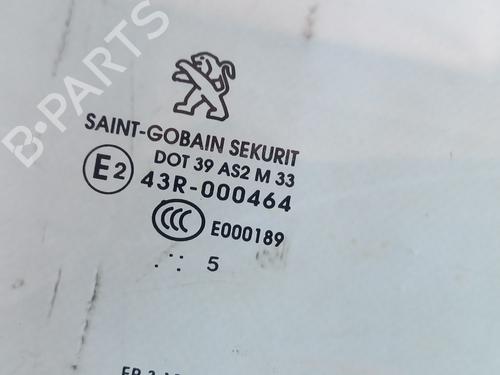 B-PARTS
SAINT-GOBAIN SEKURIT
DOT 39 AS2 M 33
E2 43R-000464
CCC E000189
.:: 5